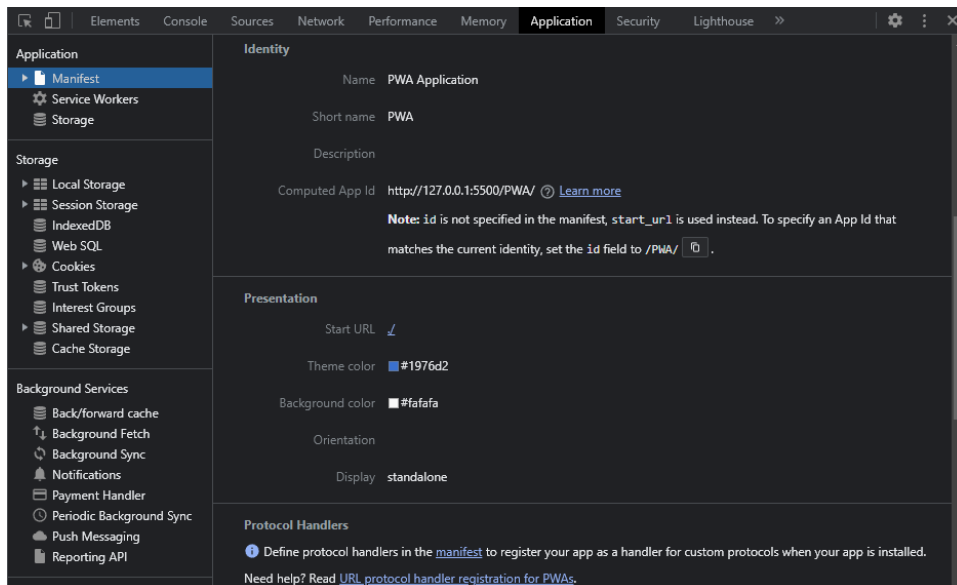 Elements Console Sources Network Performance Memory Application Security Lighthouse »
Application
Manifest
Service Workers
Storage
Storage
Local Storage
Session Storage
IndexedDB
Web SQL
Cookies
Trust Tokens
Interest Groups
Shared Storage
Cache Storage
Background Services
Back/forward cache
Background Fetch
Background Sync
Notifications
Payment Handler
Periodic Background Sync
Push Messaging
Reporting API
Identity
Name PWA Application
Short name PWA
Description
Computed App Id http://127.0.0.1:5500/PWA/ Learn more
Note: id is not specified in the manifest, start_url is used instead. To specify an App Id that
matches the current identity, set the id field to /PWA/ .
Presentation
Start URL ./
Theme color #1976d2
Background color #fafafa
Orientation
Display standalone
Protocol Handlers
Define protocol handlers in the manifest to register your app as a handler for custom protocols when your app is installed.
Need help? Read URL protocol handler registration for PWAs.